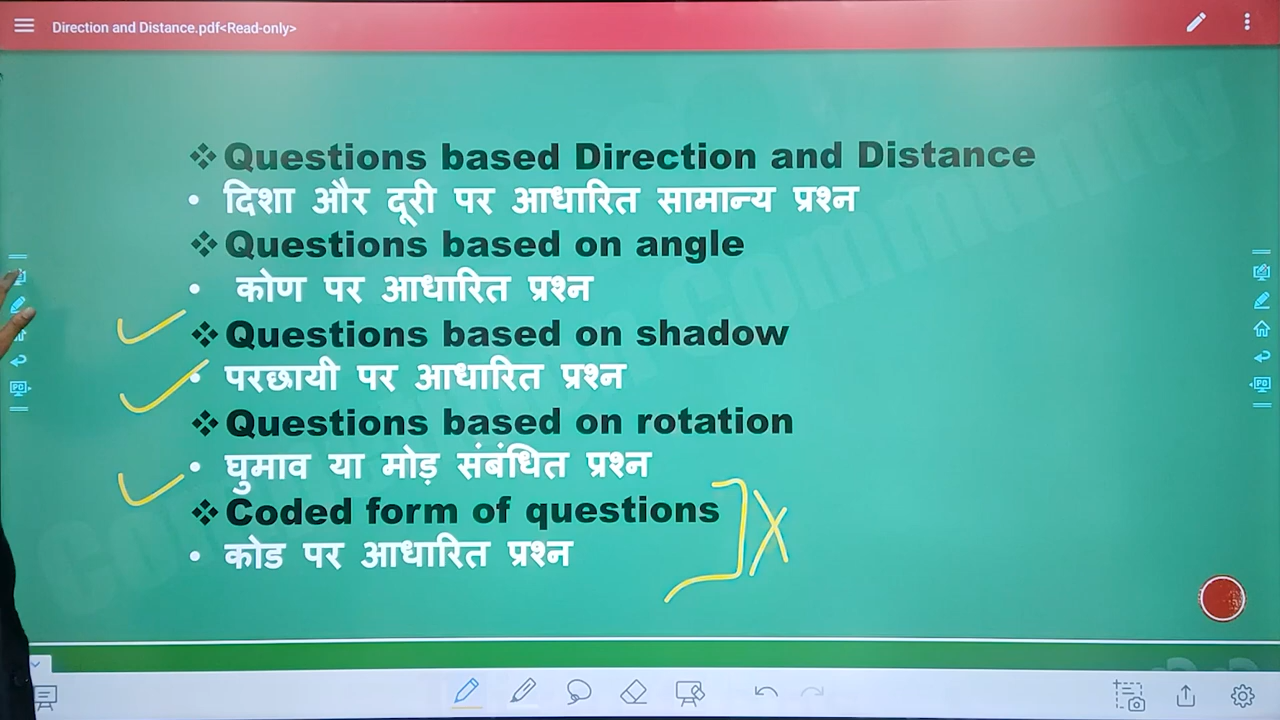 Direction and Distance.pdf<Read-only>
❖Questions based Direction and Distance
• दिशा और दूरी पर आधारित सामान्य प्रश्न
❖Questions based on angle
• कोण पर आधारित प्रश्न
❖Questions based on shadow
• परछायी पर आधारित प्रश्न
❖Questions based on rotation
• घुमाव या मोड़ संबंधित प्रश्न
❖Coded form of questions
• कोड पर आधारित प्रश्न
X
Community